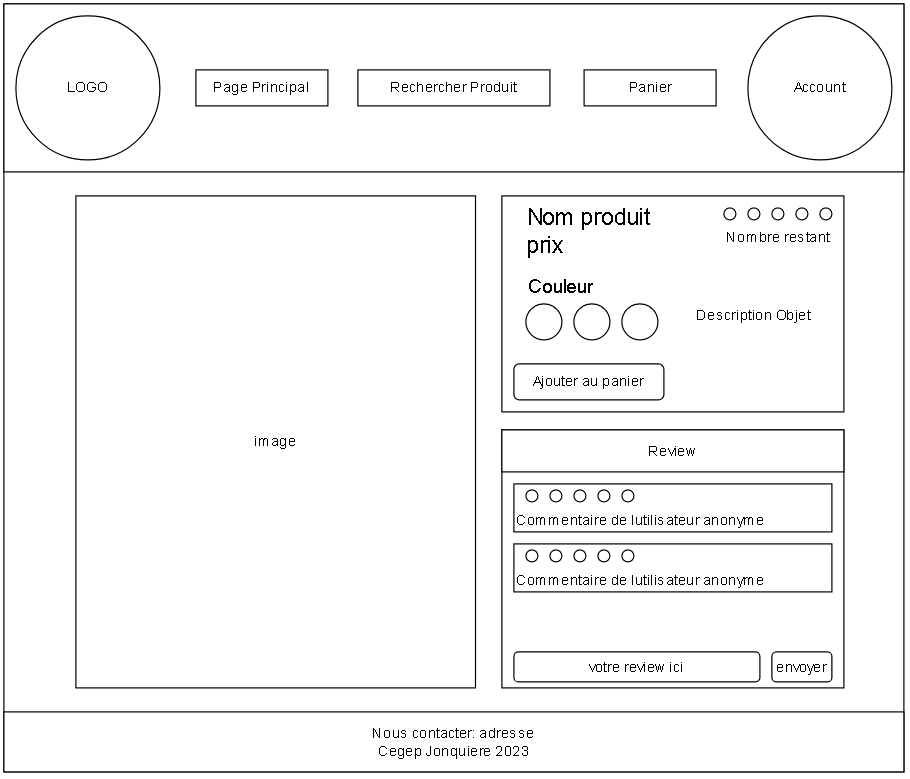 LOGO
Page Principal
Rechercher Produit
Panier
Account
image
Nom produit
prix
Nombre restant
Couleur
Description Objet
Ajouter au panier
Review
Commentaire de lutilisateur anonyme
Commentaire de lutilisateur anonyme
votre review ici
envoyer
Nous contacter: adresse
Cegep Jonquiere 2023